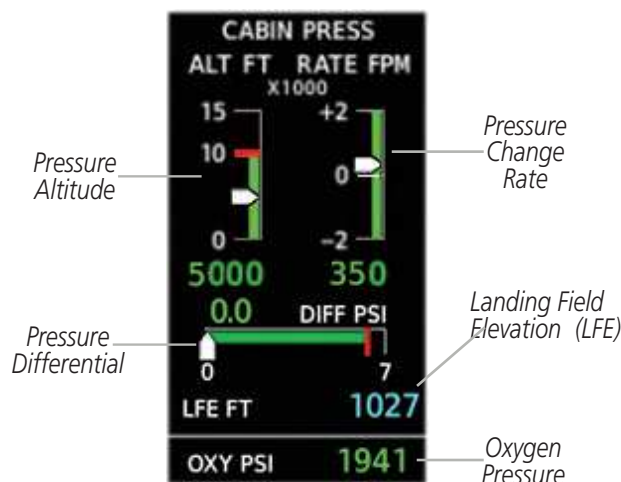 CABIN PRESS
ALT FT RATE FPM
X1000
15 +2
10 0
0 -2
5000 350
0.0 DIFF PSI
0 7
LFE FT 1027
OXY PSI 1941
Pressure
Altitude
Pressure
Change
Rate
Pressure
Differential
Landing Field
Elevation (LFE)
Oxygen
Pressure